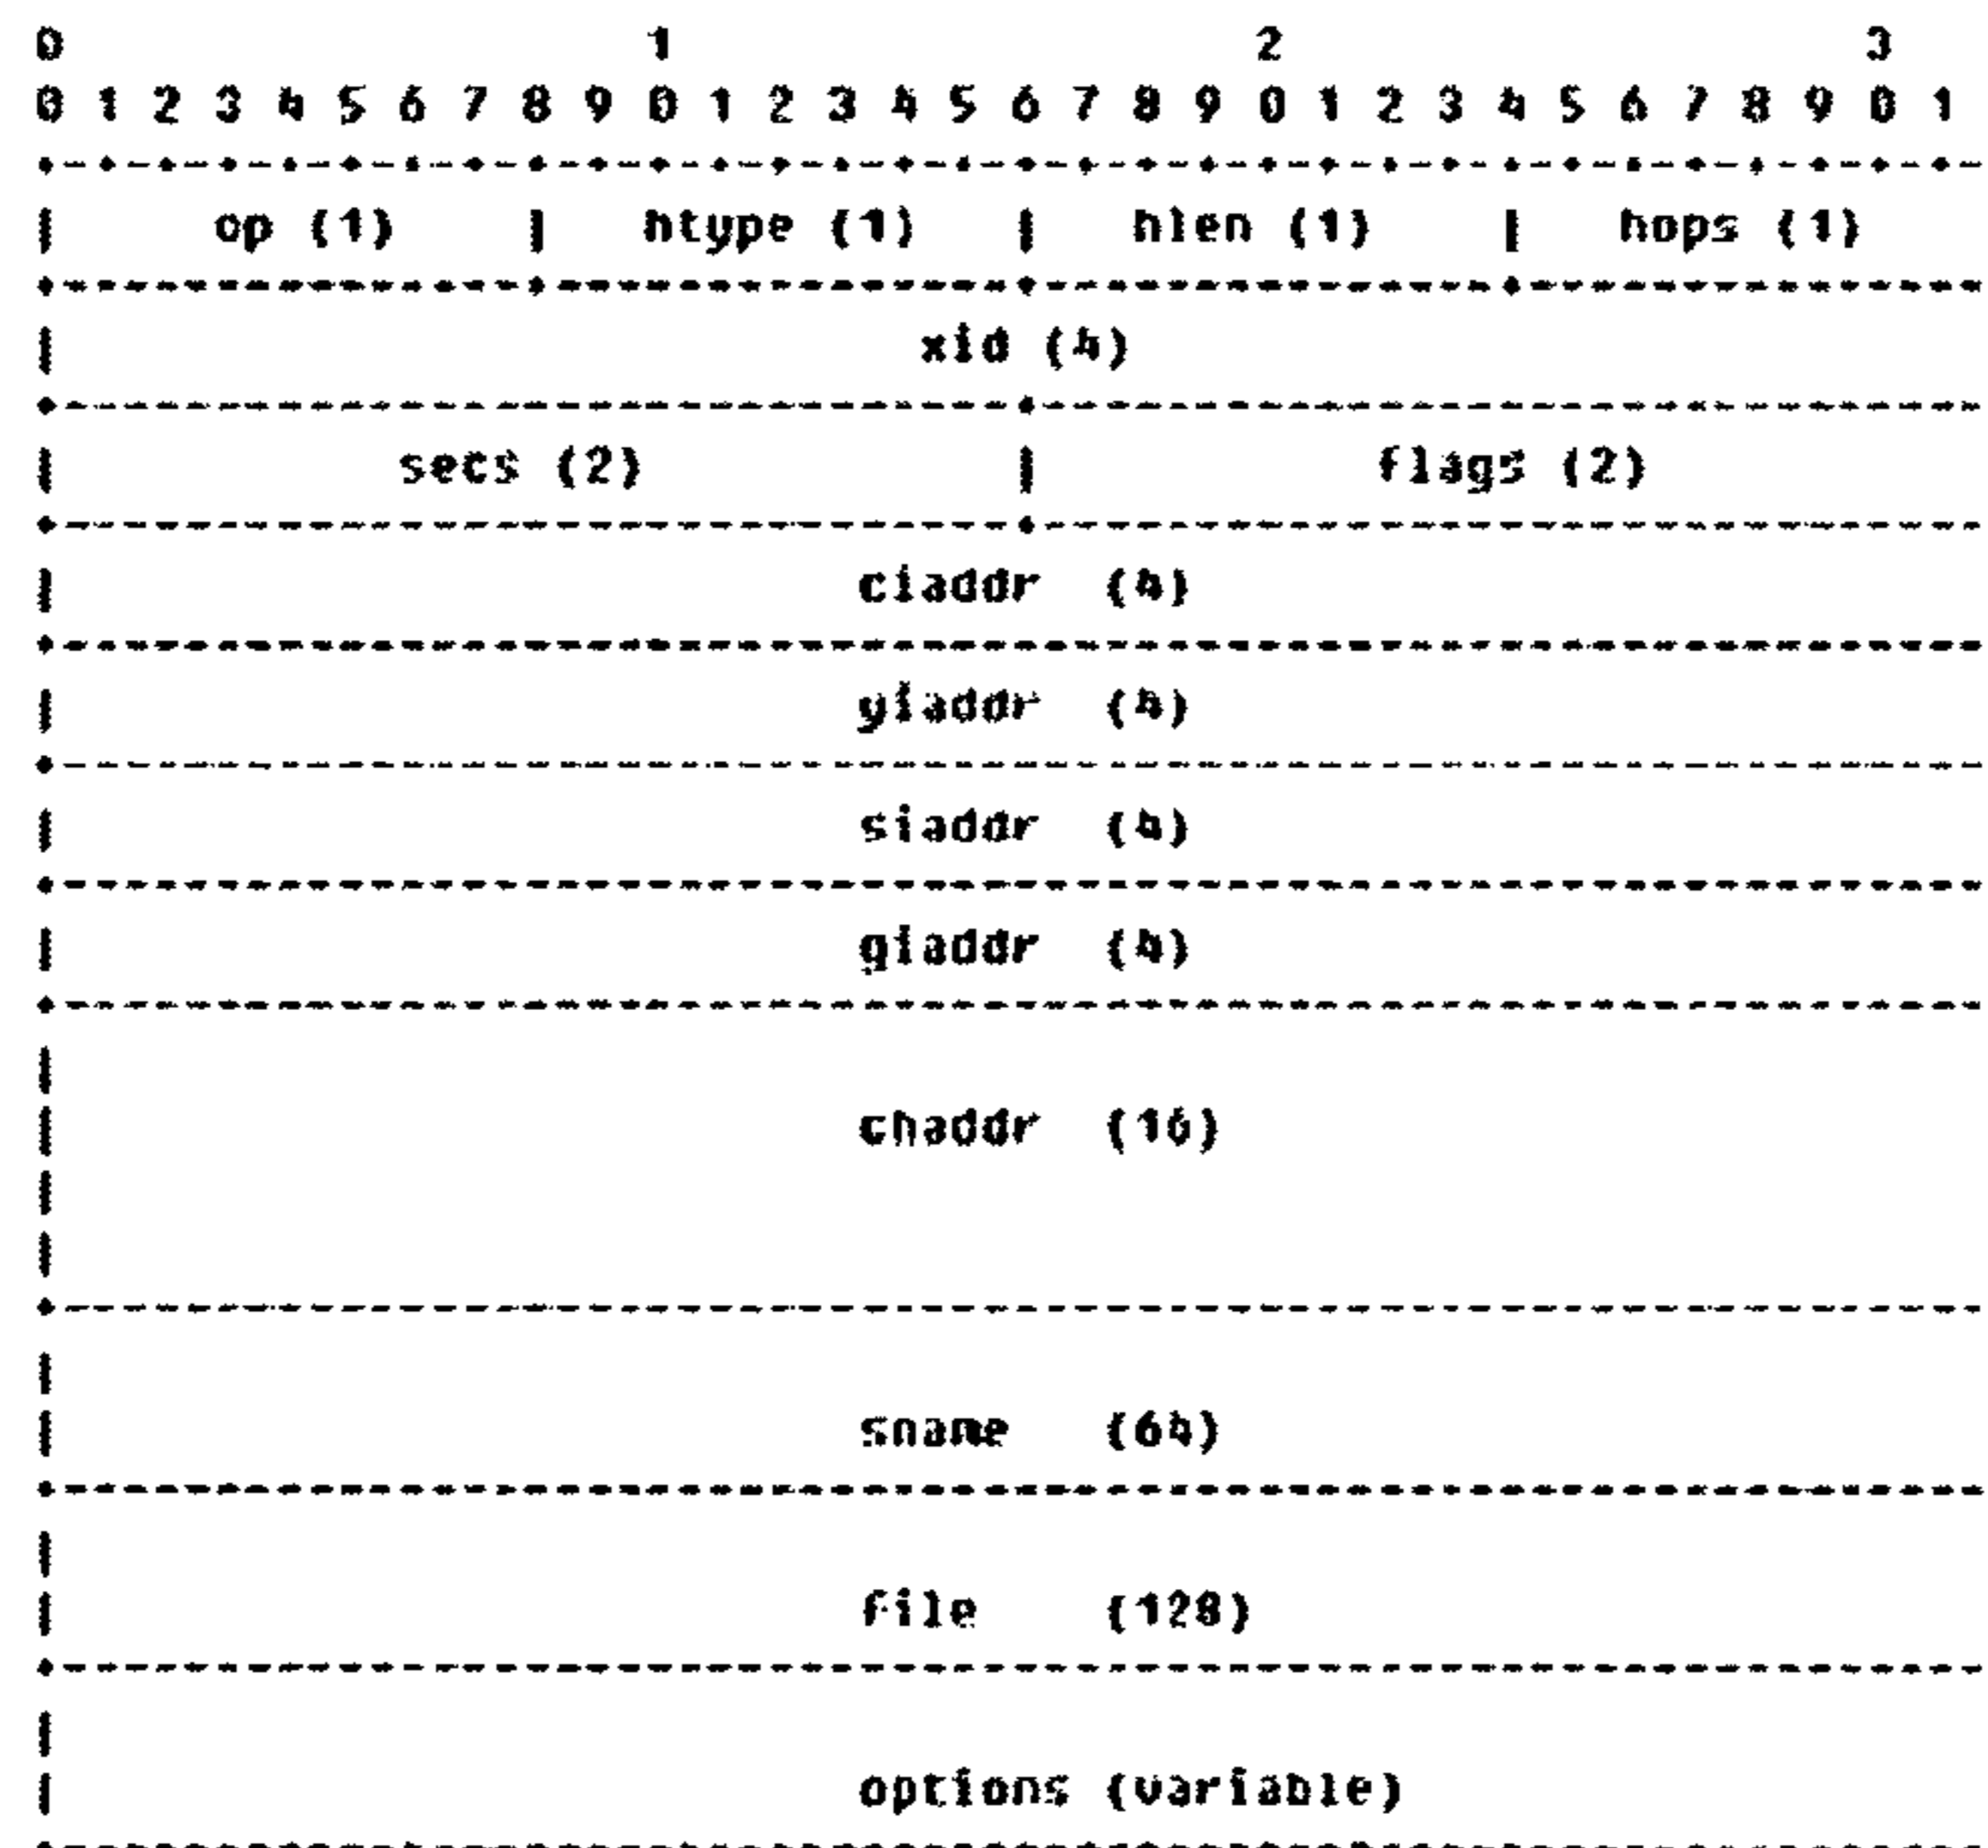 0 1 2 3
0 1 2 3 4 5 6 7 8 9 0 1 2 3 4 5 6 7 8 9 0 1 2 3 4 5 6 7 8 9 0 1
op (1) | htype (1) | hlen (1) | hops (1)
xid (4)
secs (2) | flags (2)
ciaddr (4)
yiaddr (4)
siaddr (4)
giaddr (4)
chaddr (16)
sname (64)
file (128)
options (variable)